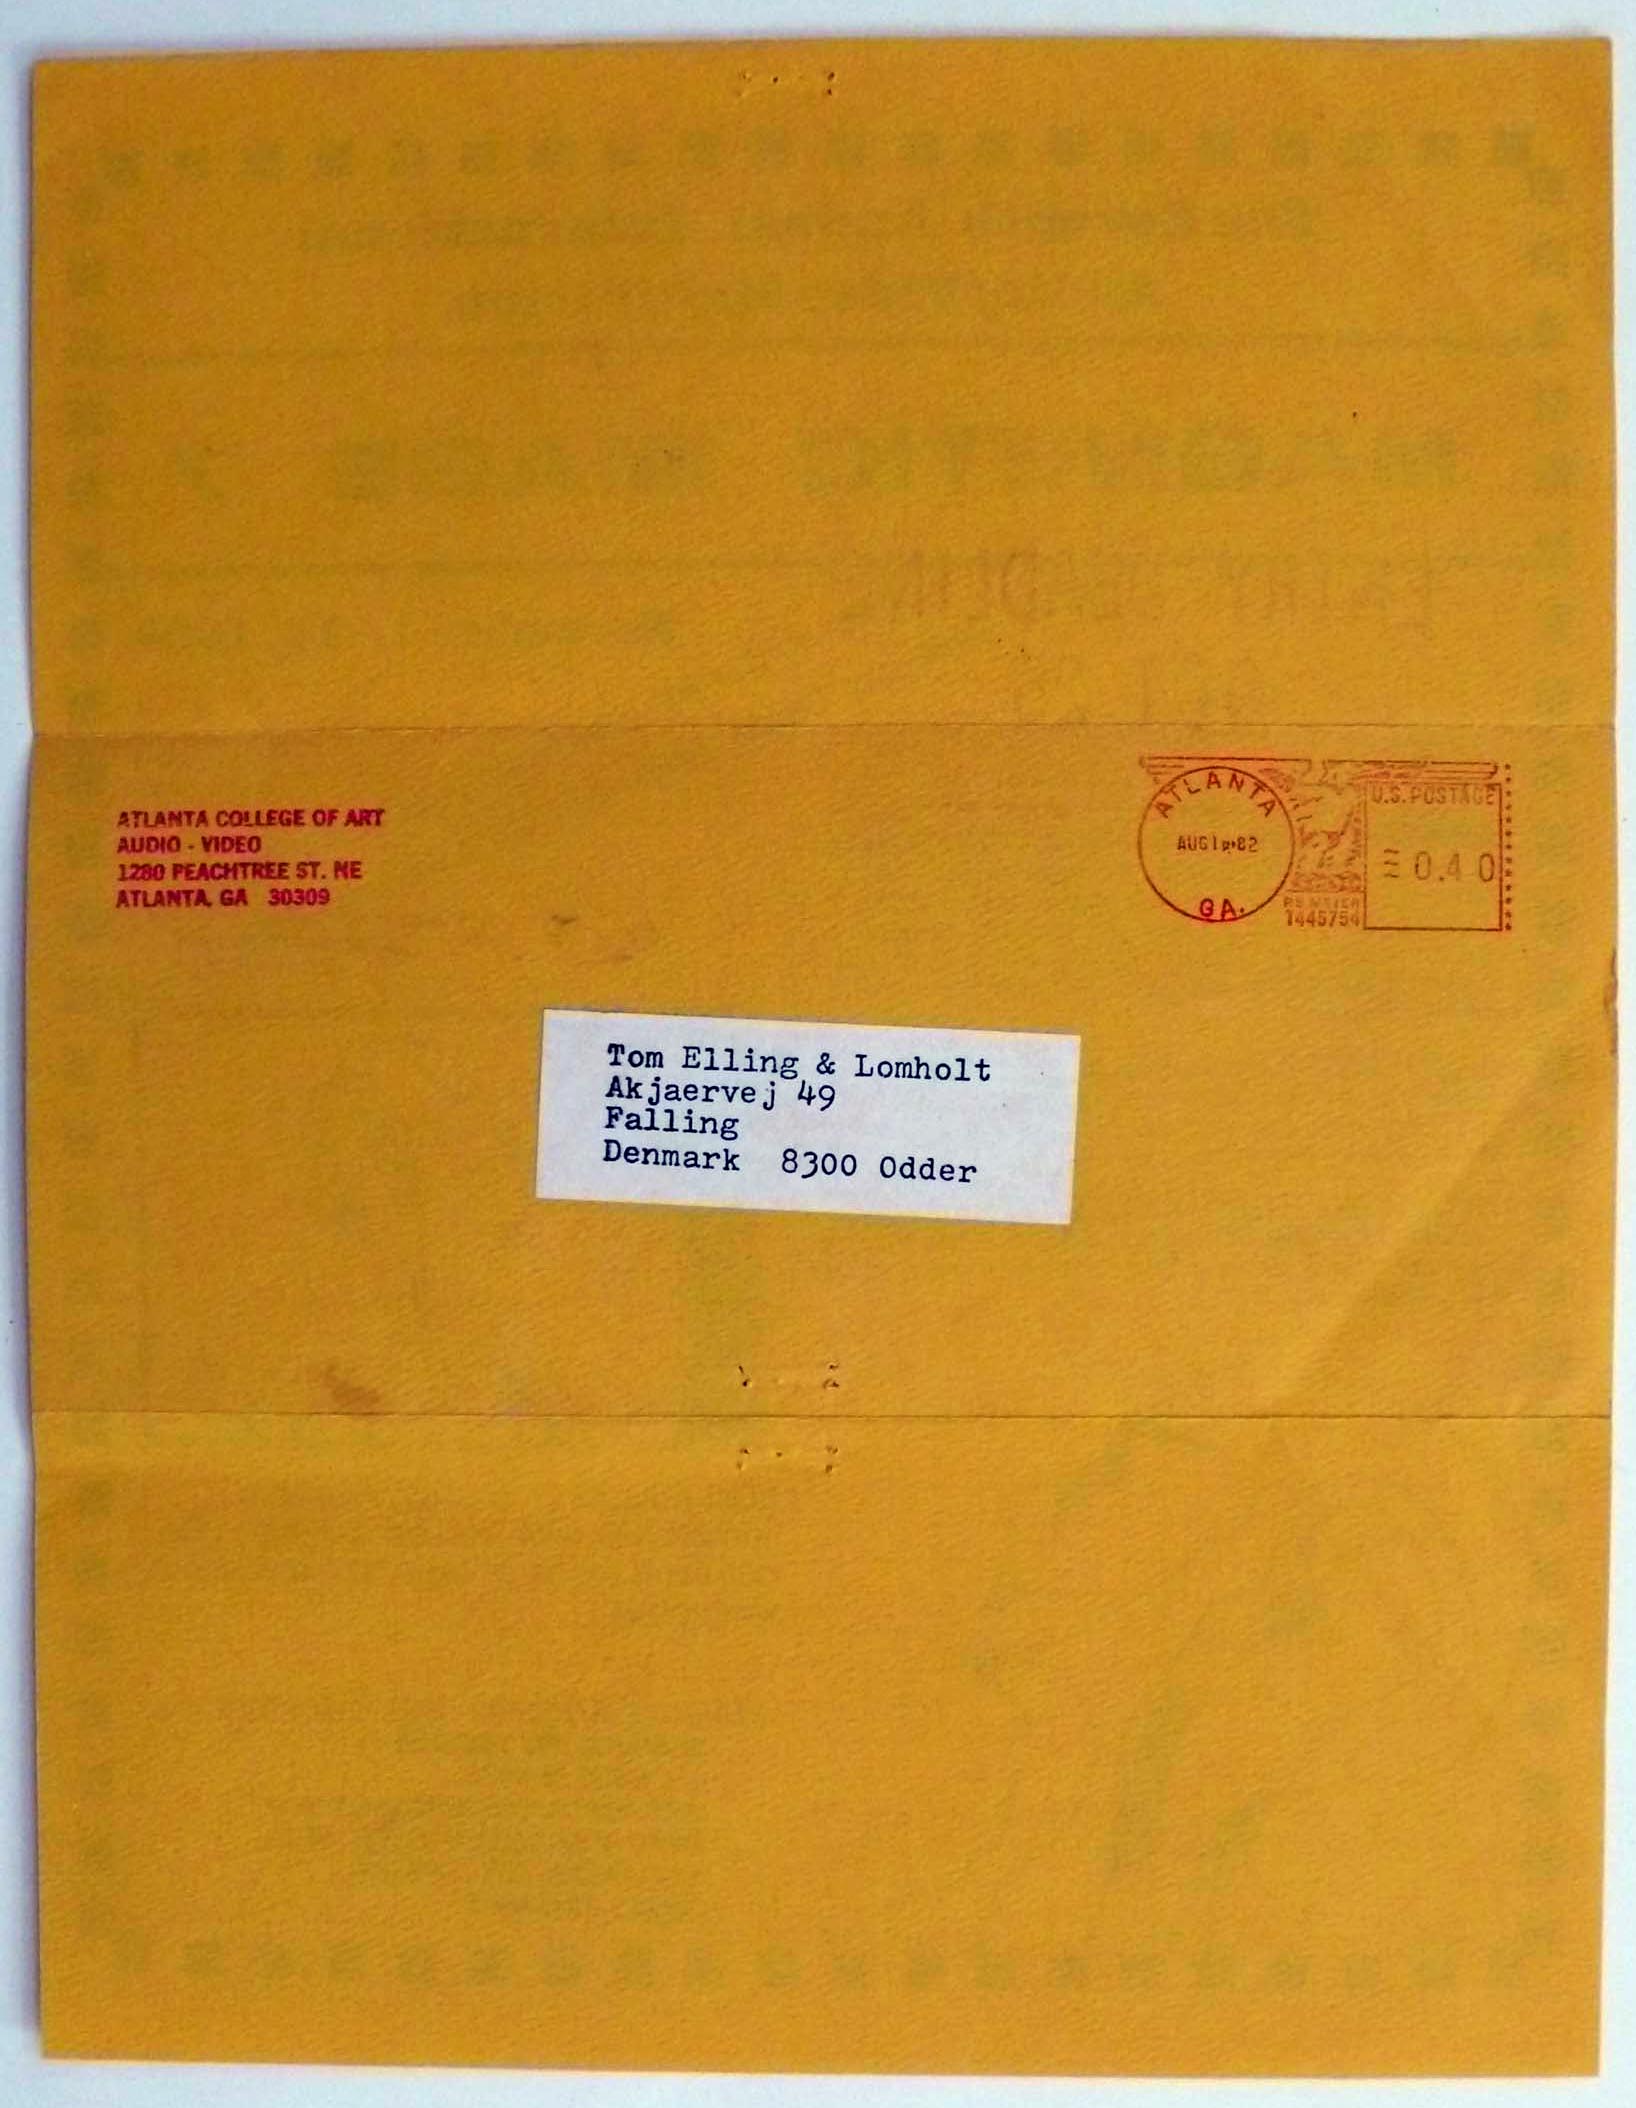 ATLANTA COLLEGE OF ART
AUDIO - VIDEO
1280 PEACHTREE ST. NE
ATLANTA, GA 30309
ATLANTA
GA.
U.S. POSTAGE
0.40
1445754
Tom Elling & Lomholt
Akjaervej 49
Falling
Denmark 8300 Odder